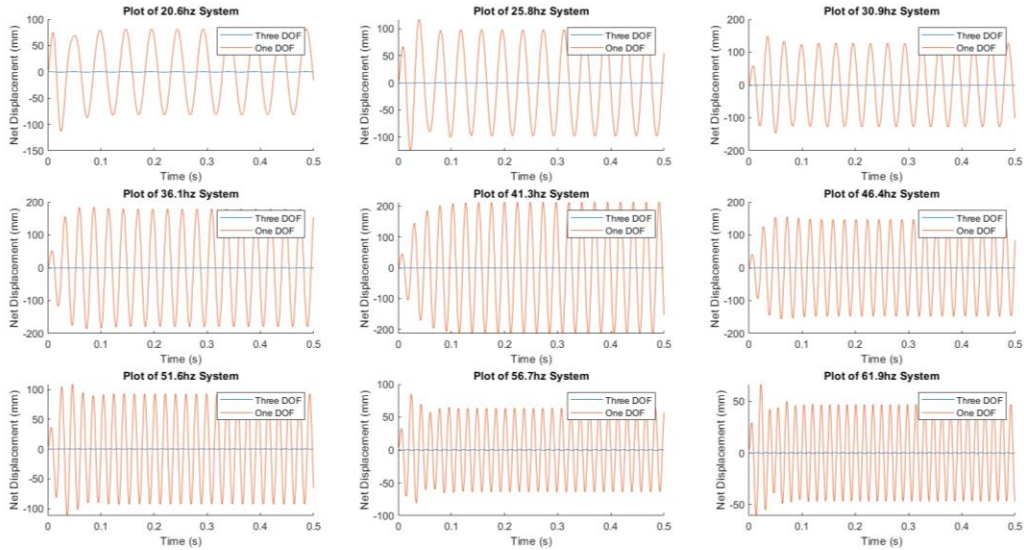 Plot of 20.6hz System
Net Displacement (mm)
100
50
0
-50
-100
-150
0
0.1
0.2
0.3
0.4
0.5
Time (s)
Three DOF
One DOF
Plot of 25.8hz System
Net Displacement (mm)
100
50
0
-50
-100
0
0.1
0.2
0.3
0.4
0.5
Time (s)
Three DOF
One DOF
Plot of 30.9hz System
Net Displacement (mm)
200
100
0
-100
-200
0
0.1
0.2
0.3
0.4
0.5
Time (s)
Three DOF
One DOF
Plot of 36.1hz System
Net Displacement (mm)
200
100
0
-100
-200
0
0.1
0.2
0.3
0.4
0.5
Time (s)
Three DOF
One DOF
Plot of 41.3hz System
Net Displacement (mm)
200
100
0
-100
-200
0
0.1
0.2
0.3
0.4
0.5
Time (s)
Three DOF
One DOF
Plot of 46.4hz System
Net Displacement (mm)
200
100
0
-100
-200
0
0.1
0.2
0.3
0.4
0.5
Time (s)
Three DOF
One DOF
Plot of 51.6hz System
Net Displacement (mm)
100
50
0
-50
-100
0
0.1
0.2
0.3
0.4
0.5
Time (s)
Three DOF
One DOF
Plot of 56.7hz System
Net Displacement (mm)
100
50
0
-50
-100
0
0.1
0.2
0.3
0.4
0.5
Time (s)
Three DOF
One DOF
Plot of 61.9hz System
Net Displacement (mm)
50
0
-50
0
0.1
0.2
0.3
0.4
0.5
Time (s)
Three DOF
One DOF